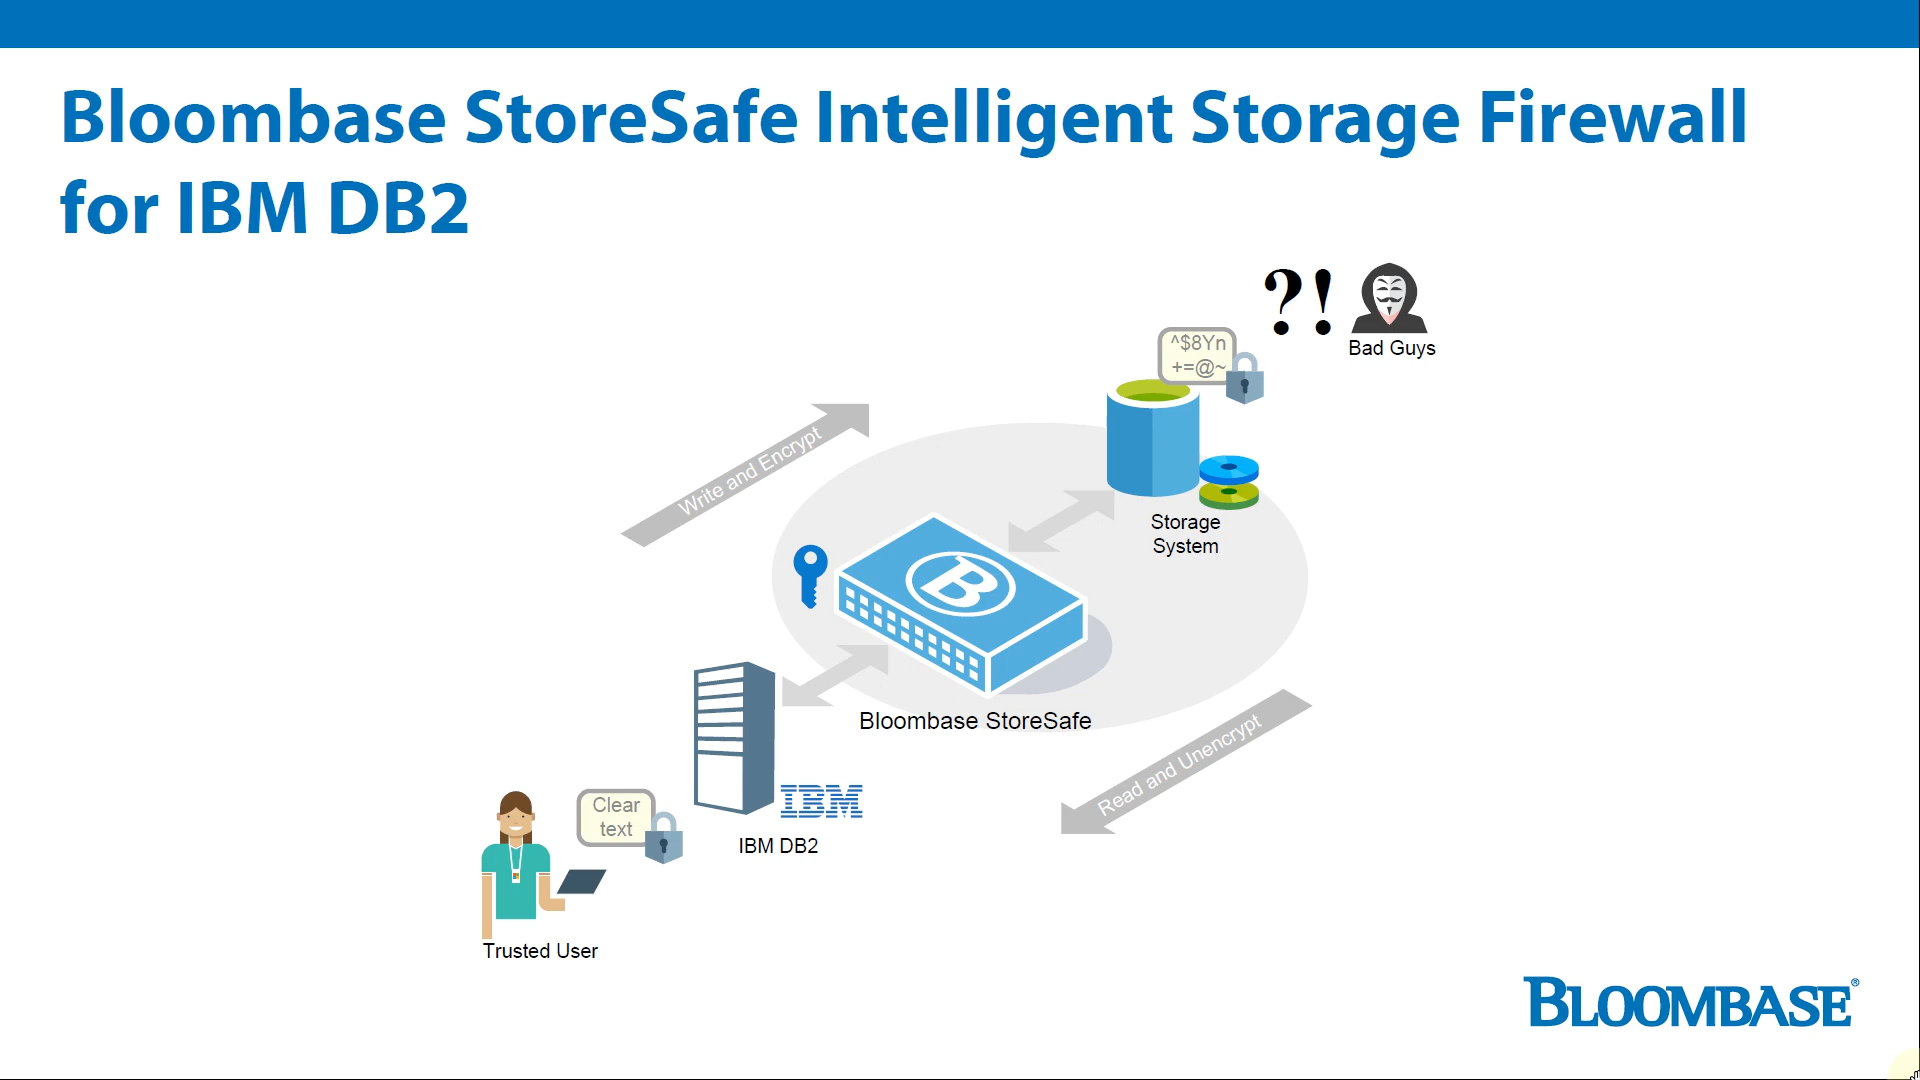 Bloombase StoreSafe Intelligent Storage Firewall
for IBM DB2
?!
Bad Guys
^$8Yn
+=@~
Write and Encrypt
Storage
System
B
Bloombase StoreSafe
Read and Unencrypt
IBM
IBM DB2
Clear
text
Trusted User
BLOOMBASE®